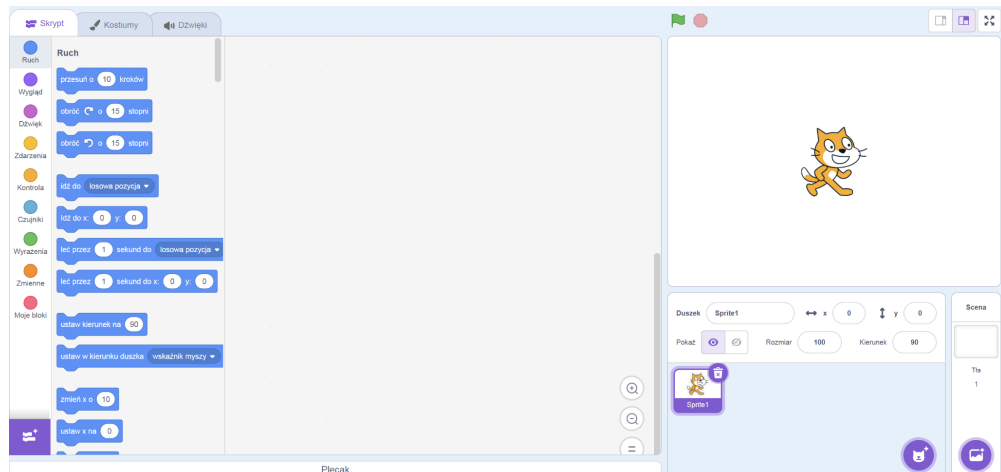 Skrypt Kostiumy Dźwięki
Ruch
Wygląd
Dźwięk
Zdarzenia
Kontrola
Czujniki
Wyrażenia
Zmienne
Moje bloki
Ruch
przesuń o 10 kroków
obróć o 15 stopni
obróć o 15 stopni
idź do losowa pozycja
Idź do x: 0 y: 0
leć przez 1 sekund do losowa pozycja
leć przez 1 sekund do x: 0 y: 0
ustaw kierunek na 90
ustaw w kierunku duszka wskaźnik myszy
zmień x o 10
ustaw x na 0
Plecak
Duszek Sprite1 x 0 y 0
Pokaż Rozmiar 100 Kierunek 90
Sprite1
Scena
Tła
1